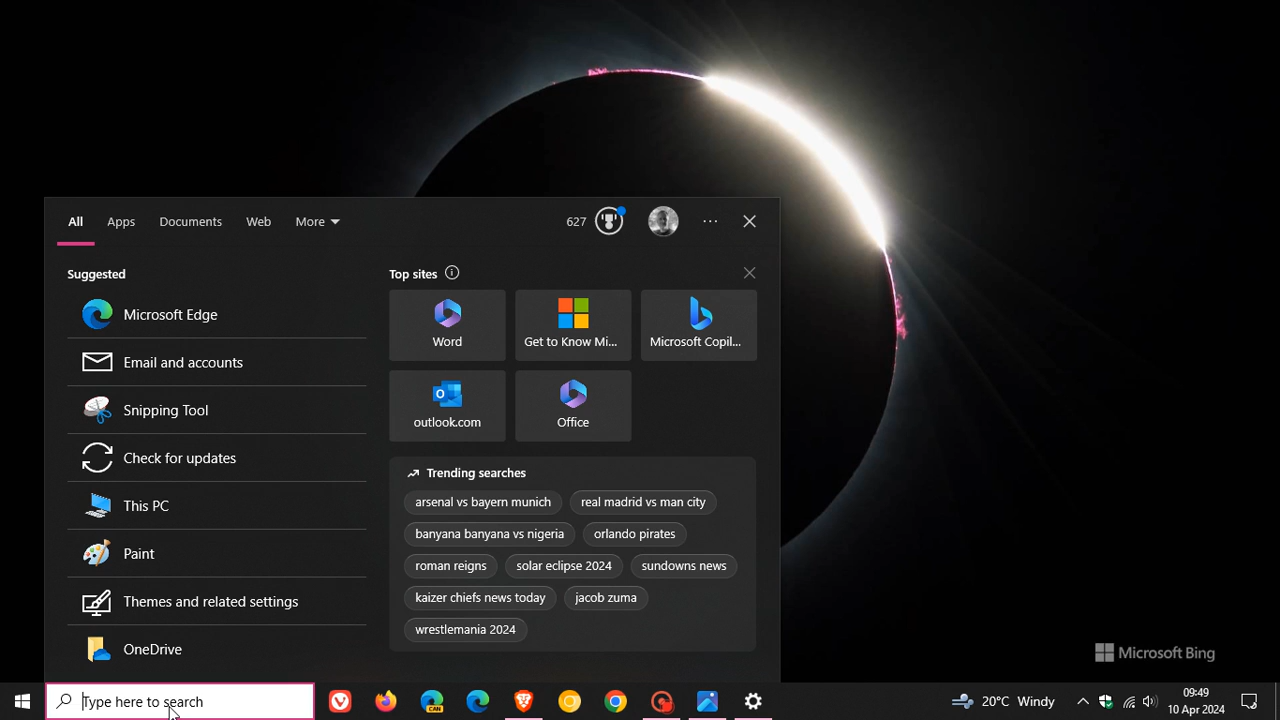 All
Apps
Documents
Web
More
627
Suggested
Microsoft Edge
Email and accounts
Snipping Tool
Check for updates
This PC
Paint
Themes and related settings
OneDrive
Top sites
Word
Get to Know Mi...
Microsoft Copil...
outlook.com
Office
Trending searches
arsenal vs bayern munich
real madrid vs man city
banyana banyana vs nigeria
orlando pirates
roman reigns
solar eclipse 2024
sundowns news
kaizer chiefs news today
jacob zuma
wrestlemania 2024
Microsoft Bing
Type here to search
CAN
20°C Windy
09:49
10 Apr 2024